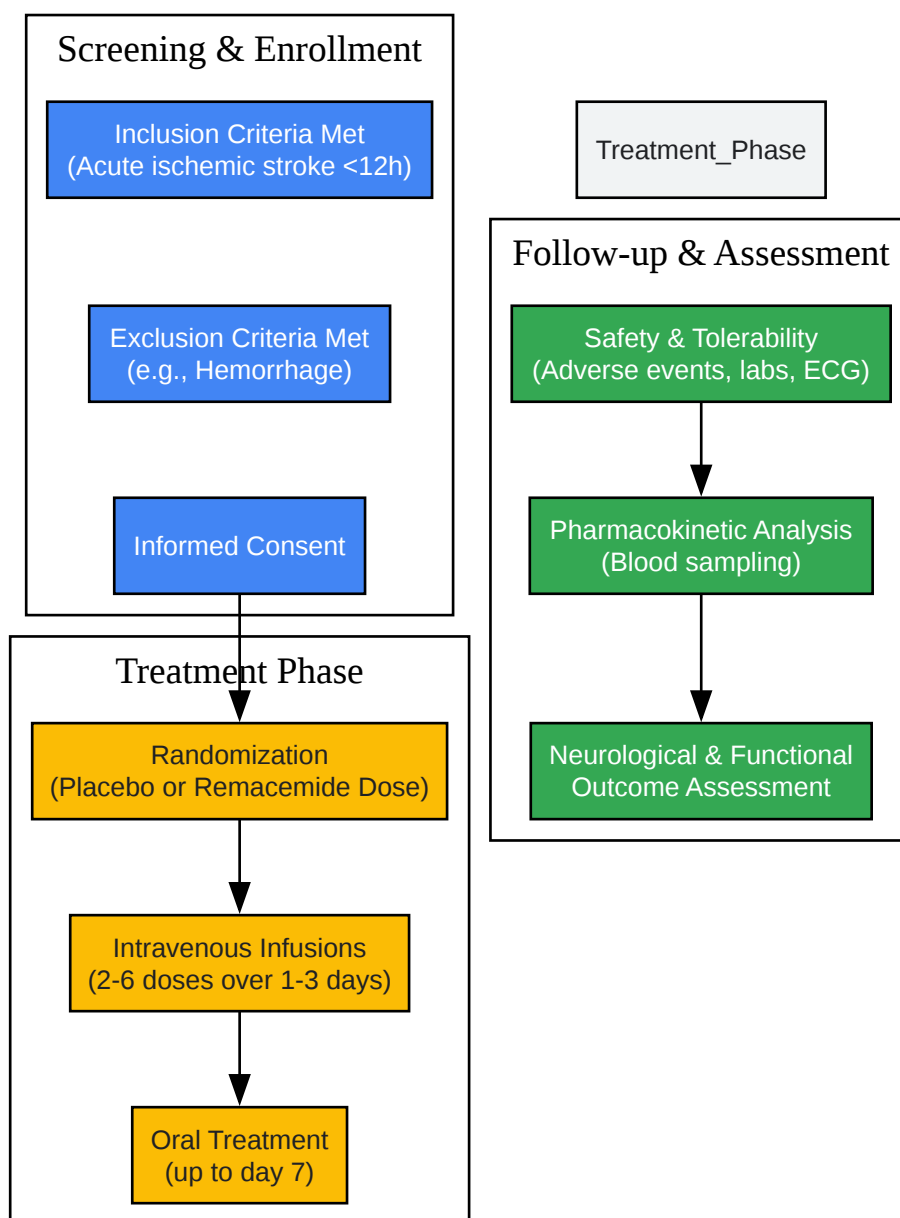 Screening & Enrollment
Inclusion Criteria Met
(Acute ischemic stroke <12h)
Exclusion Criteria Met
(e.g., Hemorrhage)
Informed Consent
Treatment Phase
Randomization
(Placebo or Remacemide Dose)
Intravenous Infusions
(2-6 doses over 1-3 days)
Oral Treatment
(up to day 7)
Treatment_Phase
Follow-up & Assessment
Safety & Tolerability
(Adverse events, labs, ECG)
Pharmacokinetic Analysis
(Blood sampling)
Neurological & Functional
Outcome Assessment